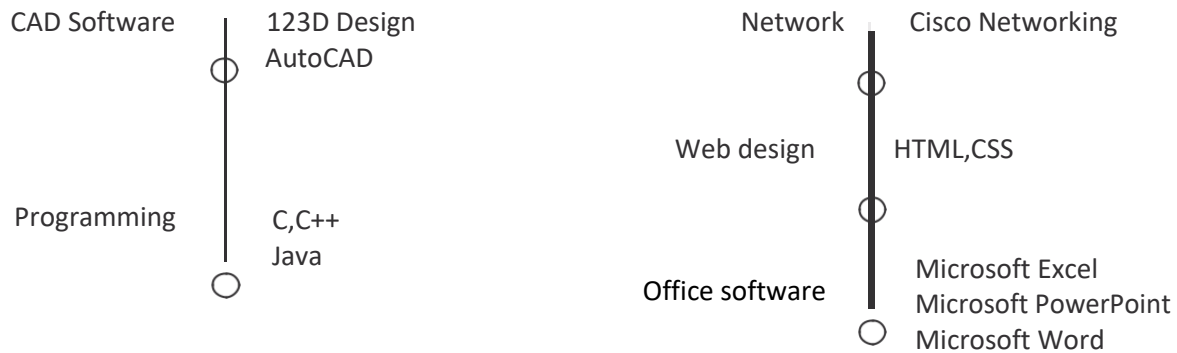 CAD Software 123D Design
AutoCAD
Programming C,C++
Java
Network Cisco Networking
Web design HTML,CSS
Office software Microsoft Excel
Microsoft PowerPoint
Microsoft Word